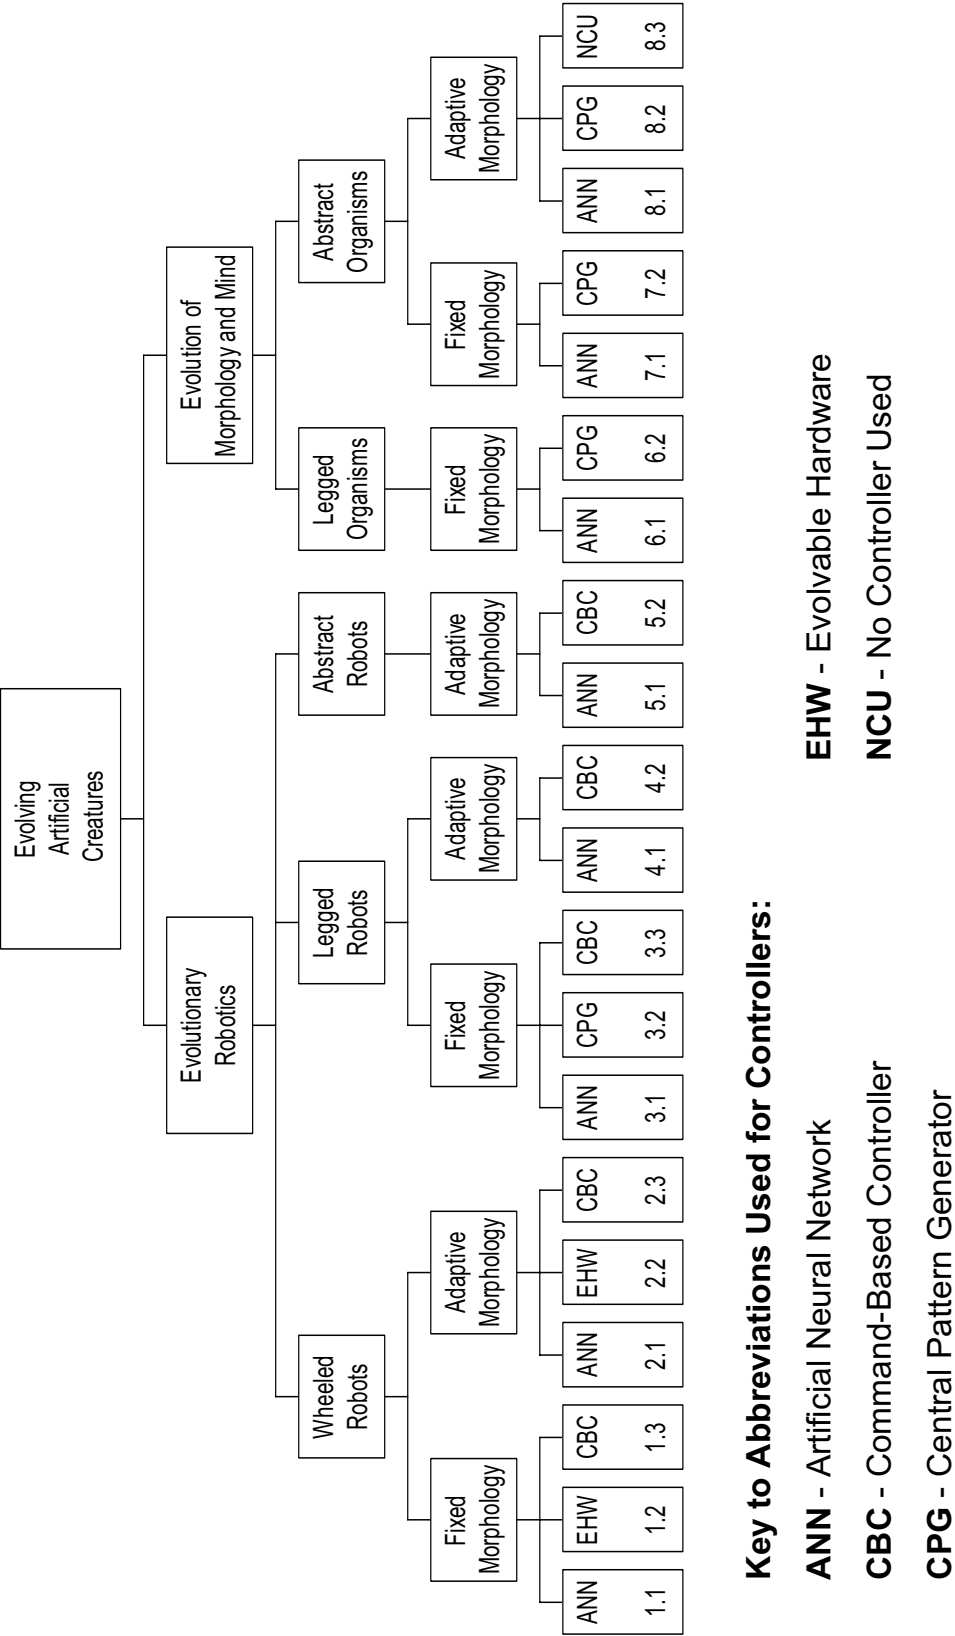 Evolving
Artificial
Creatures
Evolutionary
Robotics
Evolution of
Morphology and Mind
Wheeled
Robots
Legged
Robots
Abstract
Robots
Legged
Organisms
Abstract
Organisms
Fixed
Morphology
Adaptive
Morphology
Fixed
Morphology
Adaptive
Morphology
Adaptive
Morphology
Fixed
Morphology
Fixed
Morphology
Adaptive
Morphology
ANN
1.1
EHW
1.2
CBC
1.3
ANN
2.1
EHW
2.2
CBC
2.3
ANN
3.1
CPG
3.2
CBC
3.3
ANN
4.1
CBC
4.2
ANN
5.1
CBC
5.2
ANN
6.1
CPG
6.2
ANN
7.1
CPG
7.2
ANN
8.1
CPG
8.2
NCU
8.3
Key to Abbreviations Used for Controllers:
ANN - Artificial Neural Network
CBC - Command-Based Controller
CPG - Central Pattern Generator
EHW - Evolvable Hardware
NCU - No Controller Used